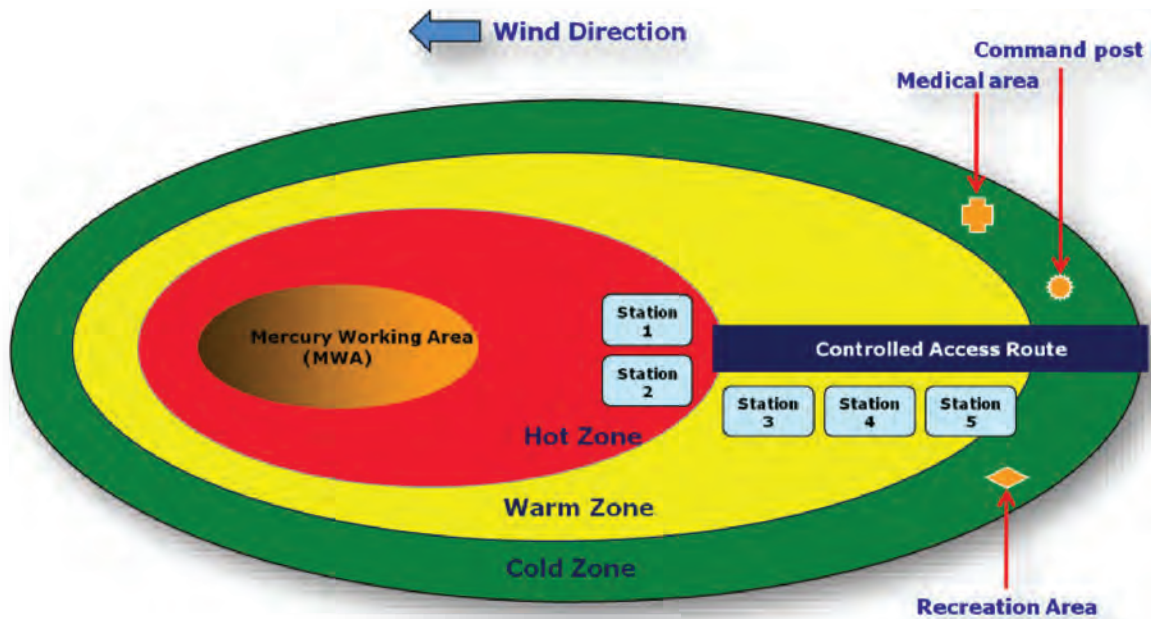 Wind Direction
Command post
Medical area
Station
1
Mercury Working Area
(MWA)
Controlled Access Route
Station
2
Station
3
Station
4
Station
5
Hot Zone
Warm Zone
Cold Zone
Recreation Area